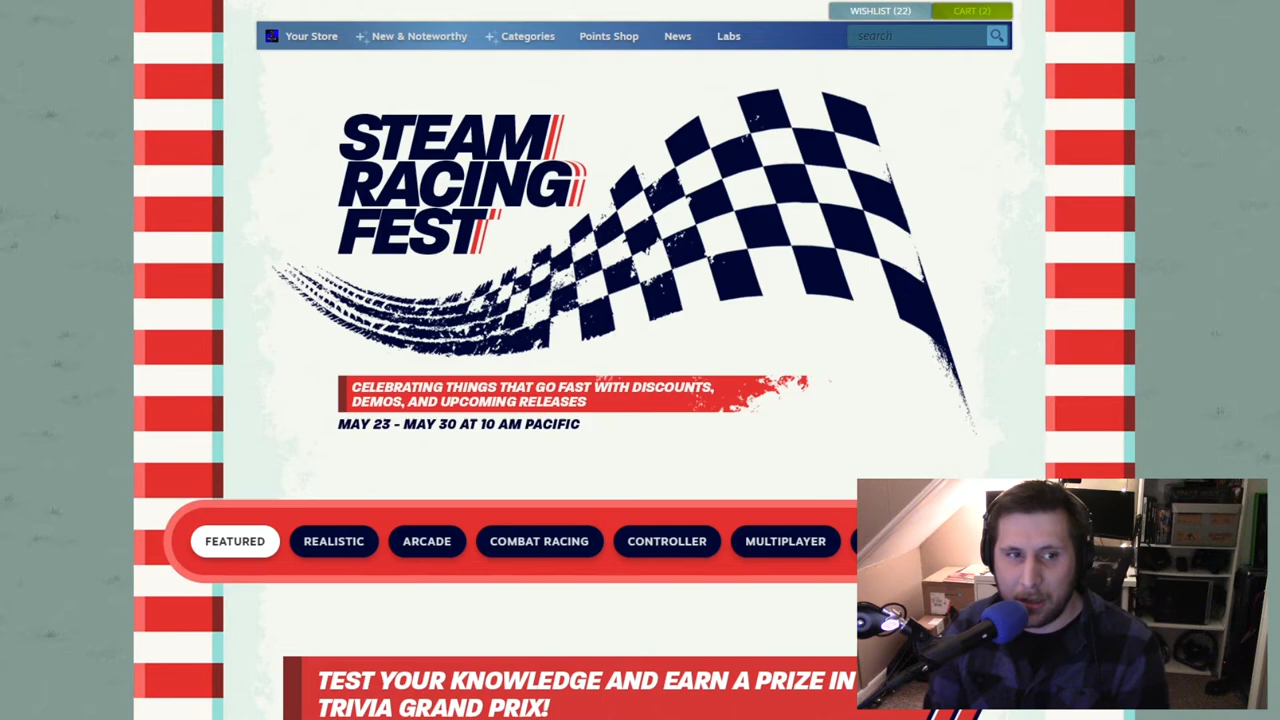 WISHLIST (22)
CART (2)
Your Store
New & Noteworthy
Categories
Points Shop
News
Labs
search
STEAM
RACING
FEST
CELEBRATING THINGS THAT GO FAST WITH DISCOUNTS,
DEMOS, AND UPCOMING RELEASES
MAY 23 - MAY 30 AT 10 AM PACIFIC
FEATURED
REALISTIC
ARCADE
COMBAT RACING
CONTROLLER
MULTIPLAYER
TEST YOUR KNOWLEDGE AND EARN A PRIZE IN
TRIVIA GRAND PRIX!